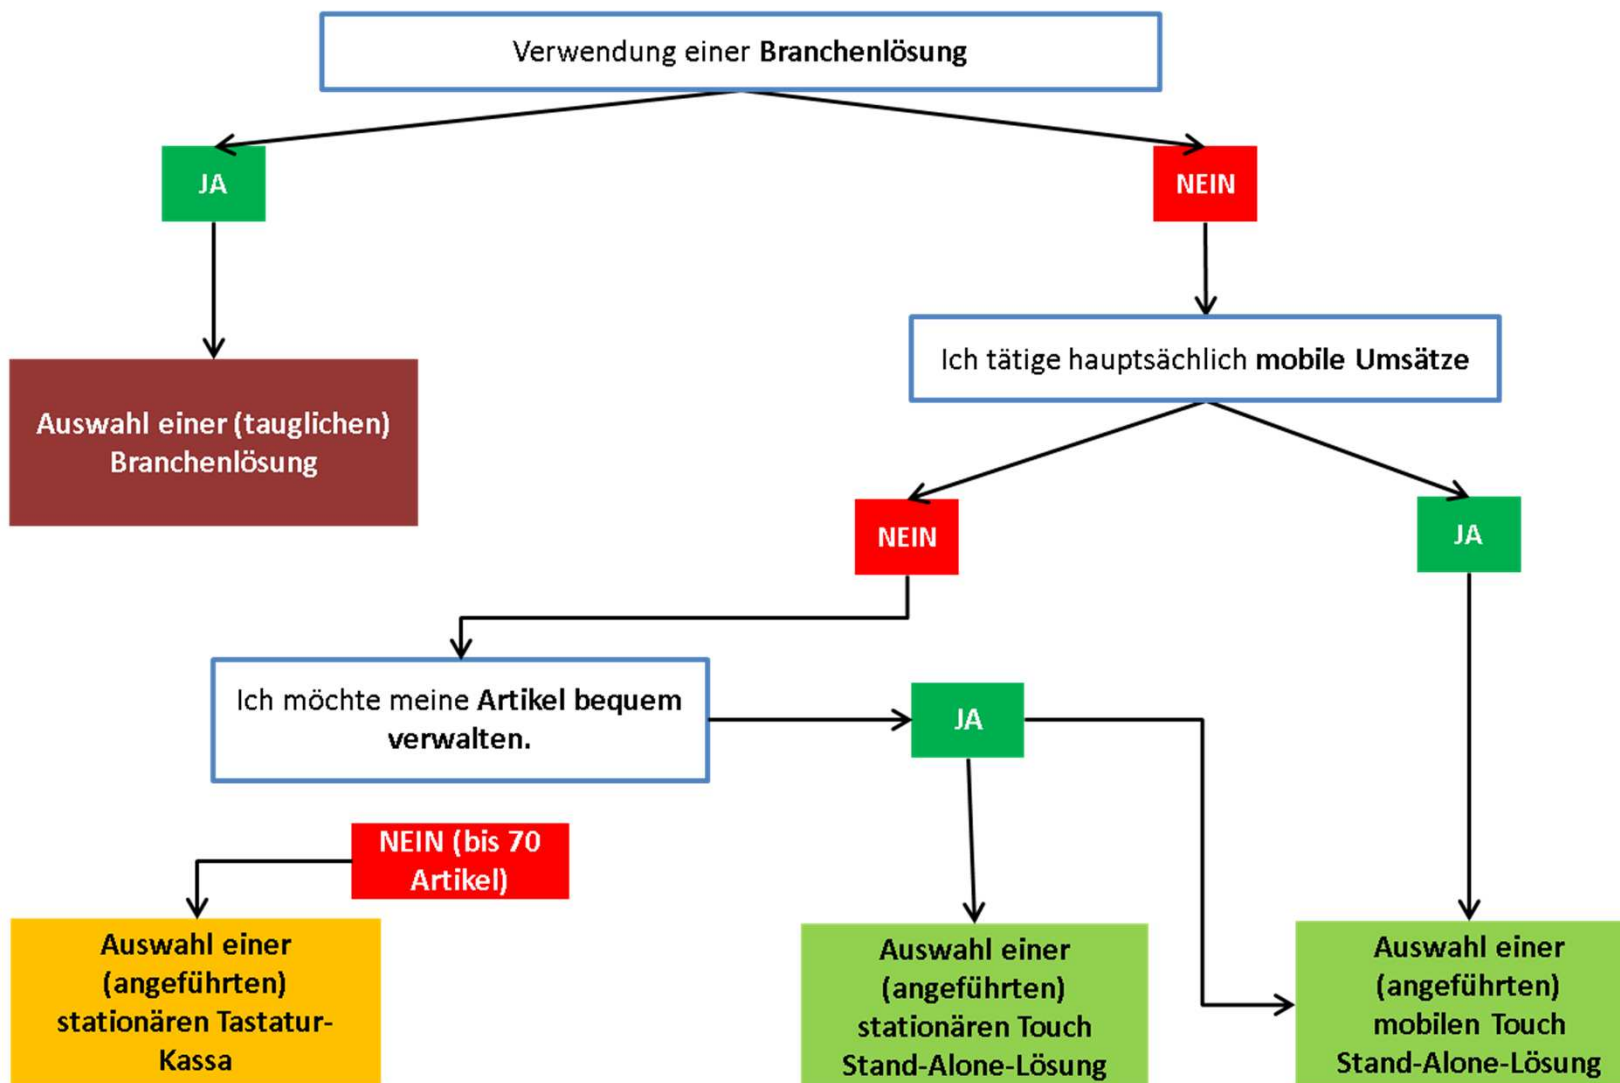 Verwendung einer Branchenlösung
JA
NEIN
Auswahl einer (tauglichen)
Branchenlösung
Ich tätige hauptsächlich mobile Umsätze
NEIN
JA
Ich möchte meine Artikel bequem
verwalten.
JA
NEIN (bis 70
Artikel)
Auswahl einer
(angeführten)
stationären Tastatur-
Kassa
Auswahl einer
(angeführten)
stationären Touch
Stand-Alone-Lösung
Auswahl einer
(angeführten)
mobilen Touch
Stand-Alone-Lösung